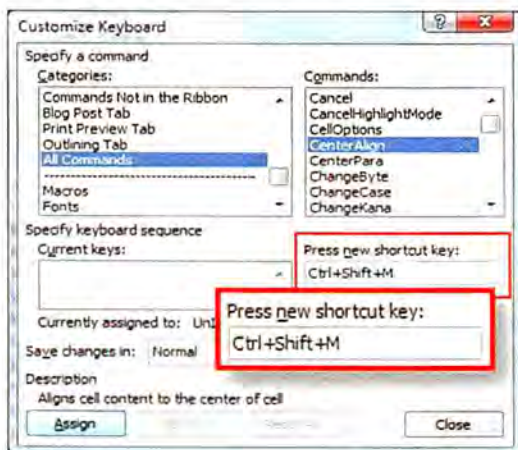 Customize Keyboard
Specify a command
Categories:
Commands Not in the Ribbon
Blog Post Tab
Print Preview Tab
Outlining Tab
All Commands
Macros
Fonts
Commands:
Cancel
CancelHighlightMode
CellOptions
CenterAlign
CenterPara
ChangeByte
ChangeCase
ChangeKana
Specify keyboard sequence
Current keys:
Press new shortcut key:
Ctrl+Shift+M
Press new shortcut key:
Ctrl+Shift+M
Currently assigned to:
Save changes in: Normal
Description
Aligns cell content to the center of cell
Assign
Close